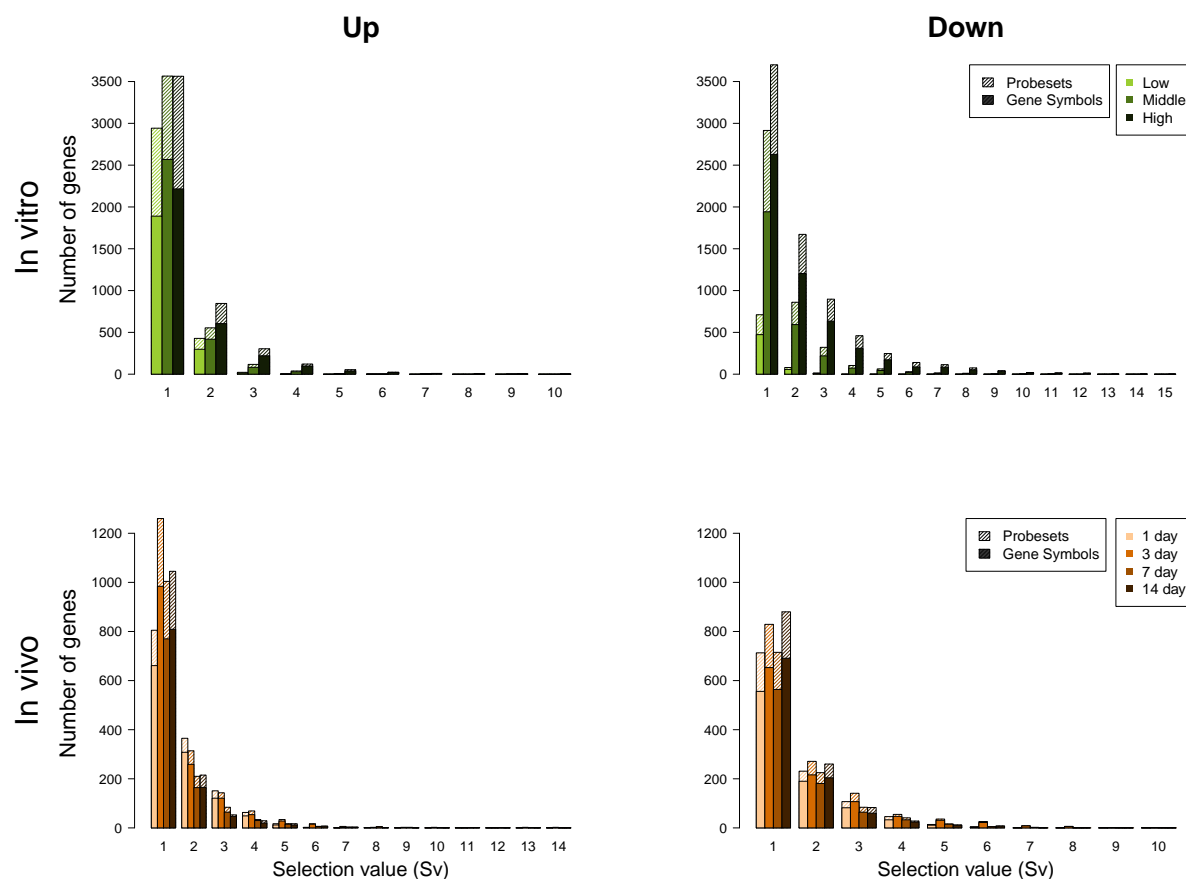 Up
Down
In vitro
Number of genes
3500
3000
2500
2000
1500
1000
500
0
1 2 3 4 5 6 7 8 9 10
3500
3000
2500
2000
1500
1000
500
0
Probesets
Gene Symbols
Low
Middle
High
1 2 3 4 5 6 7 8 9 10 11 12 13 14 15
In vivo
Number of genes
1200
1000
800
600
400
200
0
1 2 3 4 5 6 7 8 9 10 11 12 13 14
Selection value (Sv)
1200
1000
800
600
400
200
0
Probesets
Gene Symbols
1 day
3 day
7 day
14 day
1 2 3 4 5 6 7 8 9 10
Selection value (Sv)